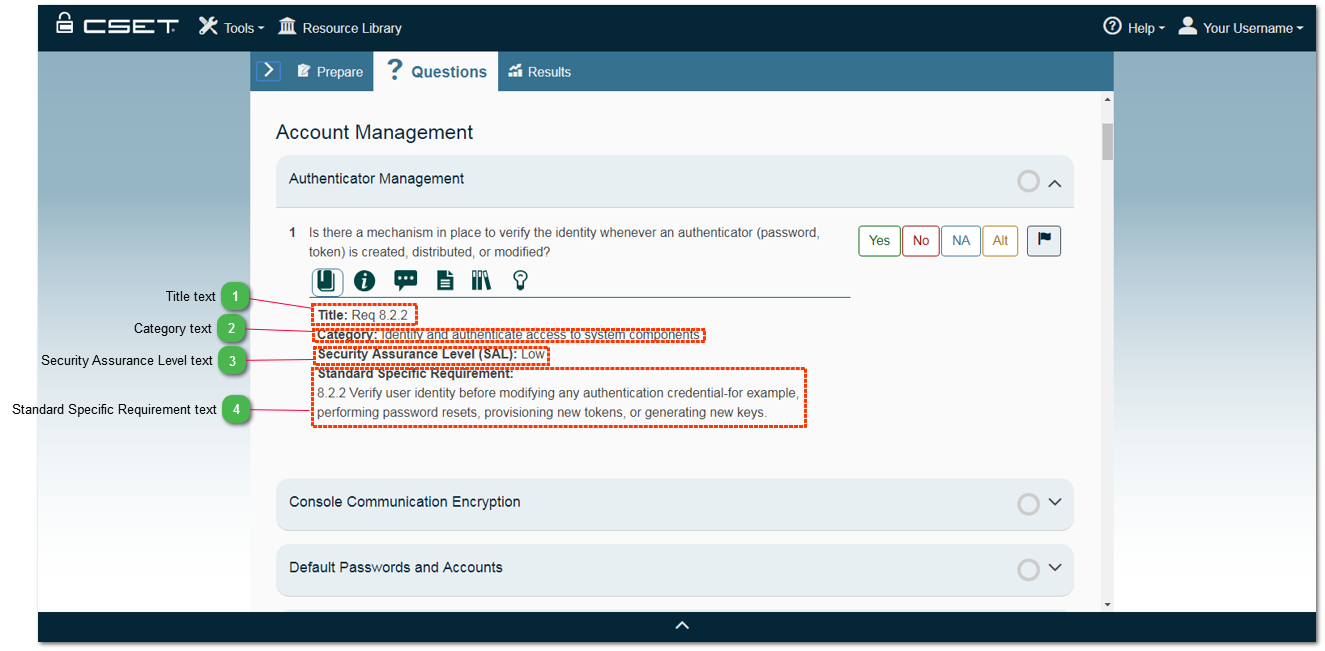 CSET Tools Resource Library Help Your Username
Prepare ? Questions Results
Account Management
Authenticator Management
1 Is there a mechanism in place to verify the identity whenever an authenticator (password,
token) is created, distributed, or modified?
Yes No NA Alt
Title text 1
Title: Req 8.2.2
Category text 2
Category: Identify and authenticate access to system components
Security Assurance Level text 3
Security Assurance Level (SAL): Low
Standard Specific Requirement:
8.2.2 Verify user identity before modifying any authentication credential-for example,
Standard Specific Requirement text 4
performing password resets, provisioning new tokens, or generating new keys.
Console Communication Encryption
Default Passwords and Accounts